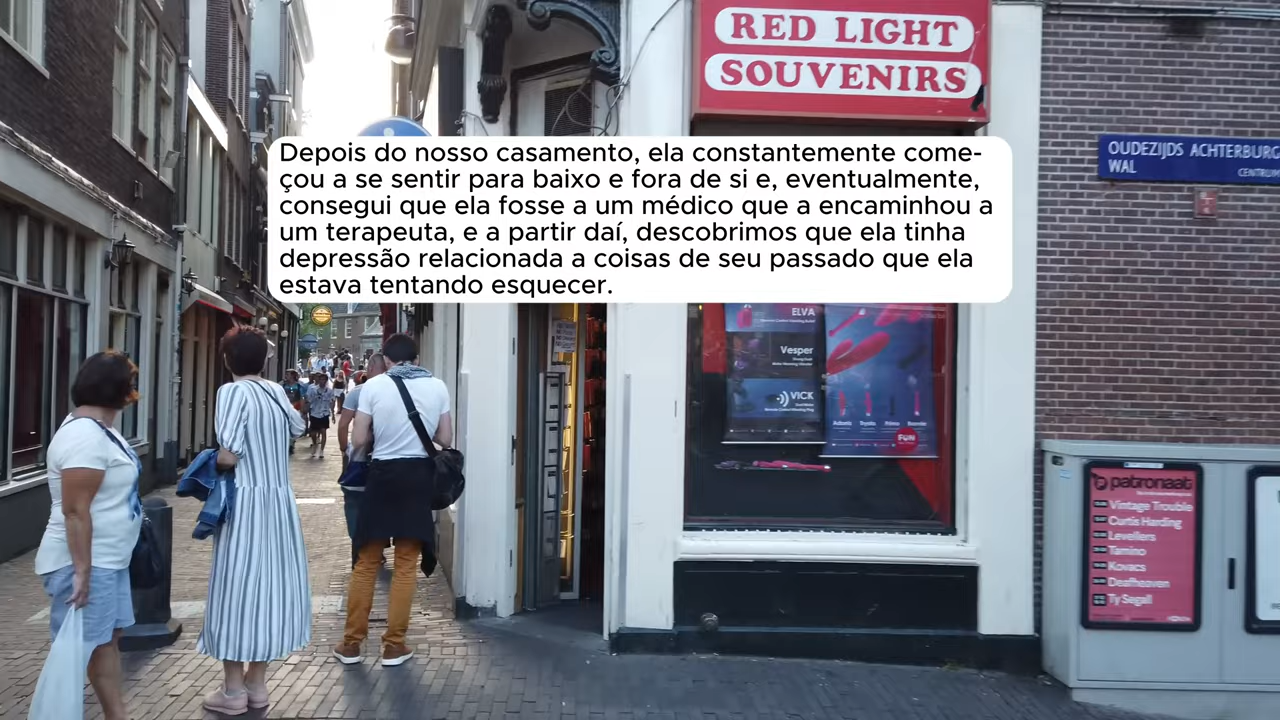 RED LIGHT
SOUVENIRS
Depois do nosso casamento, ela constantemente come-
çou a se sentir para baixo e fora de si e, eventualmente,
consegui que ela fosse a um médico que a encaminhou a
um terapeuta, e a partir daí, descobrimos que ela tinha
depressão relacionada a coisas de seu passado que ela
estava tentando esquecer.
OUDEZIJDS ACHTERBURG
WAL
CENTRUM
ELVA
Vesper
VICK
FUN
patronaat
Vintage Trouble
Curtis Harding
Levellers
Tamino
Kovacs
Deafheaven
Ty Segall